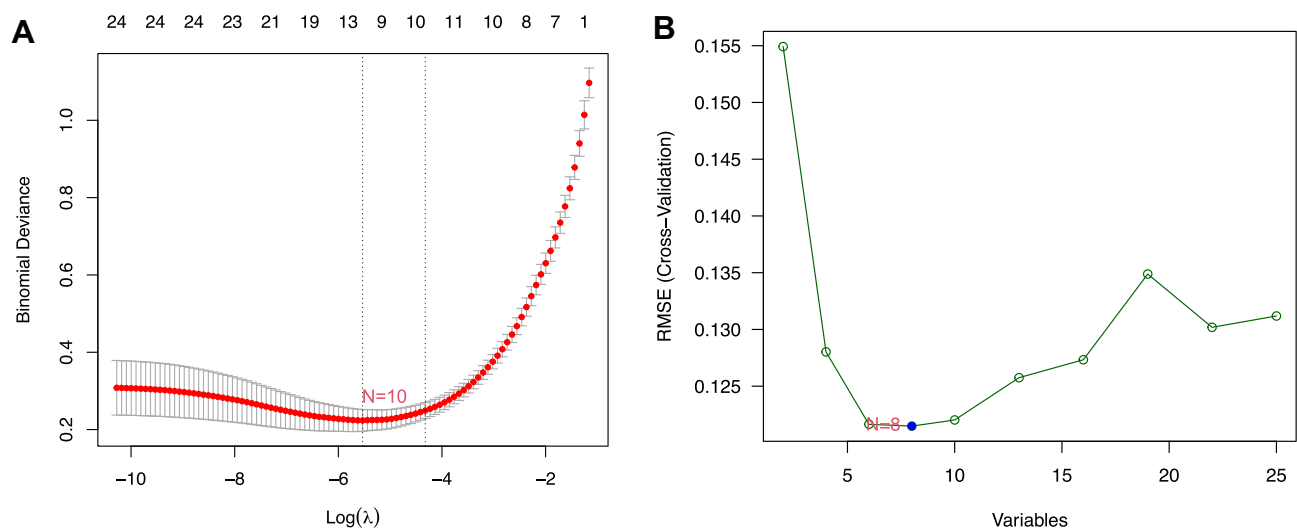 A
24 24 24 23 21 19 13 9 10 11 10 8 7 1
Binomial Deviance
1.0
0.8
0.6
0.4
0.2
N=10
−10 −8 −6 −4 −2
Log(λ)
B
RMSE (Cross−Validation)
0.155
0.150
0.145
0.140
0.135
0.130
0.125
N=8
5 10 15 20 25
Variables